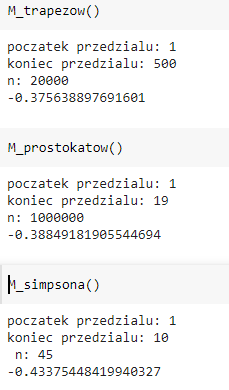 M_trapezow()
poczatek przedzialu: 1
koniec przedzialu: 500
n: 20000
-0.375638897691601
M_prostokatow()
poczatek przedzialu: 1
koniec przedzialu: 19
n: 1000000
-0.38849181905544694
M_simpsona()
poczatek przedzialu: 1
koniec przedzialu: 10
n: 45
-0.43375448419940327